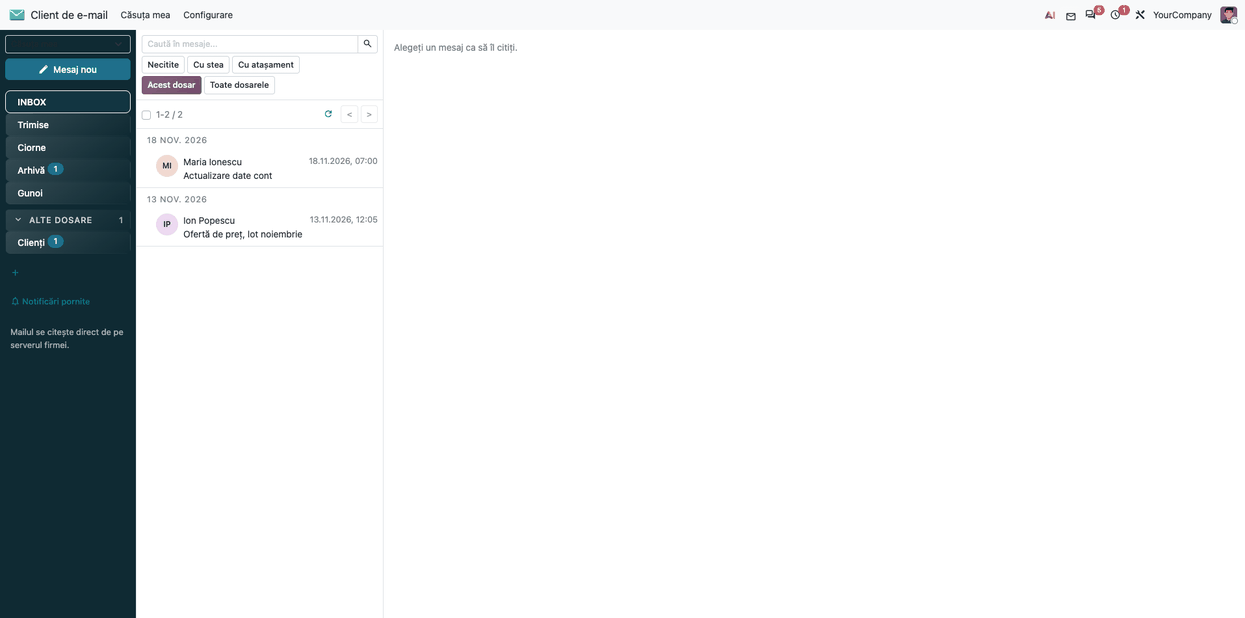 Client de e-mail Căsuța mea Configurare
AI 5 1 YourCompany
Mesaj nou
INBOX
Trimise
Ciorne
Arhivă 1
Gunoi
ALTE DOSARE 1
Clienți 1
+
Notificări pornite
Mailul se citește direct de pe
serverul firmei.
Caută în mesaje...
Necitite Cu stea Cu atașament
Acest dosar Toate dosarele
1-2 / 2 < >
18 NOV. 2026
MI Maria Ionescu 18.11.2026, 07:00
Actualizare date cont
13 NOV. 2026
IP Ion Popescu 13.11.2026, 12:05
Ofertă de preț, lot noiembrie
Alegeți un mesaj ca să îl citiți.